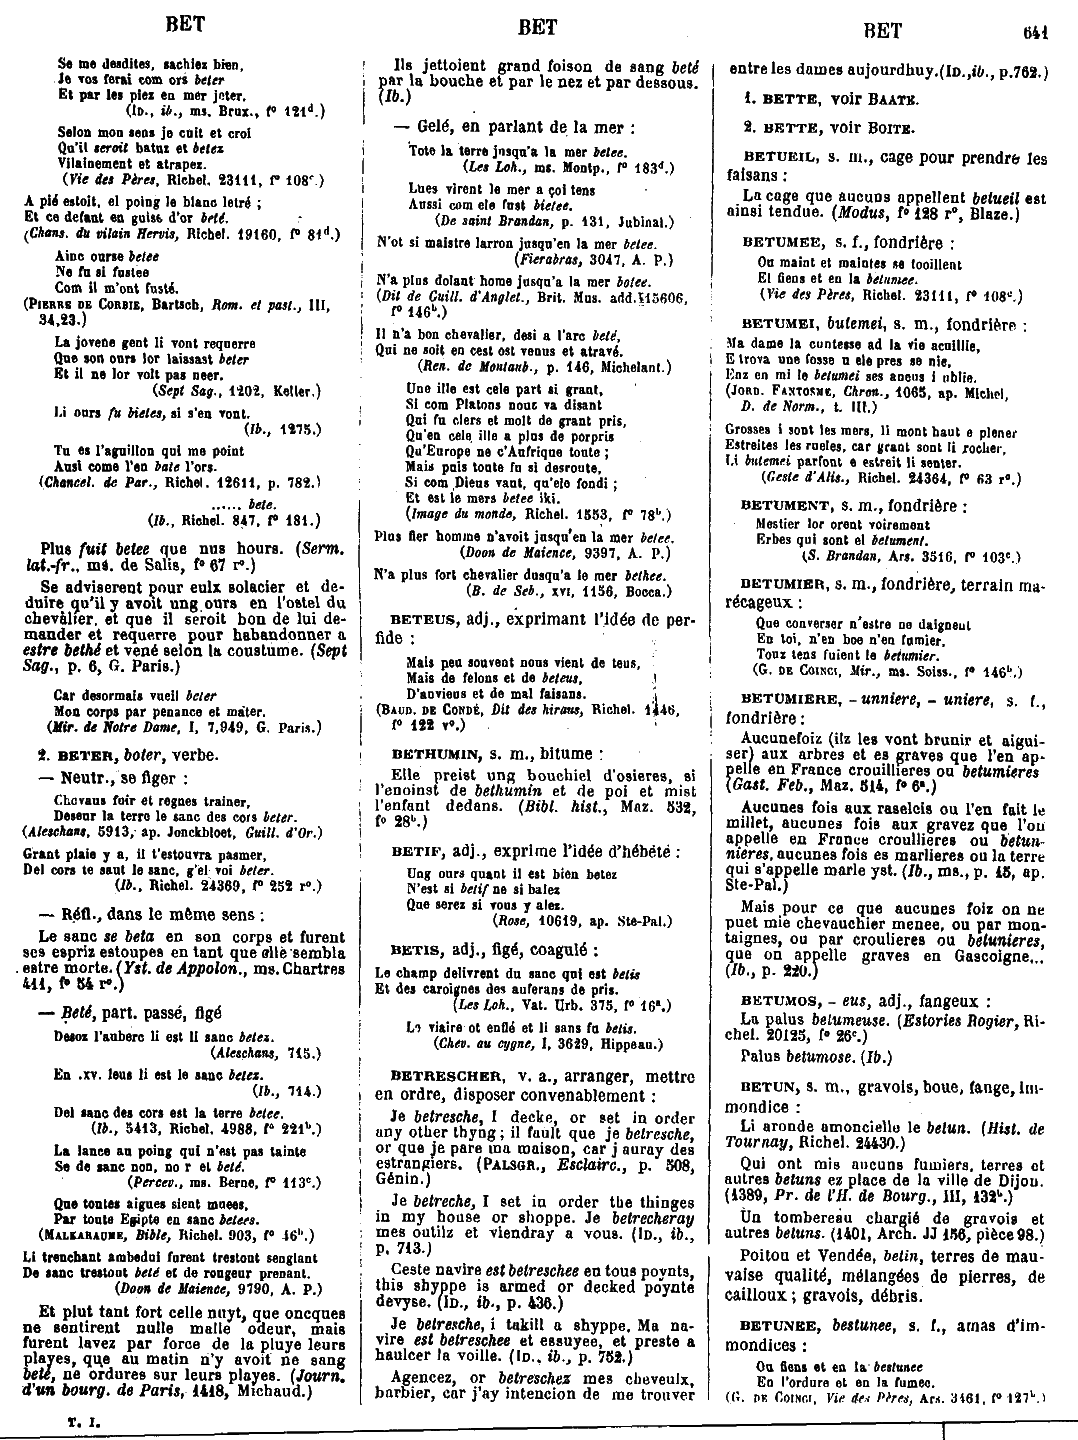 BET
BET
BET
641
Se me desdites, sachiez bien,
Je vos ferai com ors beter
Et par les piez en mer jeter.
(ID., ib., ms. Brux., f° 121d.)
Selon mon sens je cuit et croi
Qu'il seroit batuz et betez
Vilainement et atrapez.
(Vie des Pères, Richel. 23111, f° 108c.)
A pié estoit, el poing le blanc letré ;
Et ce defant en guise d'or beté.
(Chans. du vilain Hervis, Richel. 19160, f° 81d.)
Ainc ourse betee
Ne fu si fustee
Com il m'ont fusté.
(PIERRE DE CORBIE, Bartsch, Rom. et past., III,
34,23.)
La jovene gent li vont requerre
Que son ours lor laissast beter
Et il ne lor volt pas neer.
(Sept Sag., 1202, Keller.)
Li ours fu bietes, si s'en vont.
(Ib., 1275.)
Tu es l'aguillon qui me point
Ausi come l'en bate l'ors.
(Chancel. de Par., Richel. 12611, p. 782.)
...... bete.
(Ib., Richel. 847, f° 181.)
Plus fuit betee que nus hours. (Serm.
lat.-fr., ms. de Salis, f° 67 r°.)
Se adviserent pour eulx solacier et de-
duire qu'il y avoit ung ours en l'ostel du
chevalier, et que il seroit bon de lui de-
mander et requerre pour habandonner a
estre bethé et vené selon la coustume. (Sept
Sag., p. 6, G. Paris.)
Car desormais vueil beter
Mon corps par penance et mater.
(Mir. de Notre Dame, I, 7,949, G. Paris.)
2. BETER, boter, verbe.
— Neutr., se figer :
Chevaus fuir et regnes trainer,
Deseur la terre le sanc des cors beter.
(Aleschans, 5913, ap. Jonckbloet, Guill. d'Or.)
Grant plaie y a, il l'estouvra pasmer,
Del cors te saut le sanc, g'el voi beter.
(Ib., Richel. 24369, f° 252 r°.)
— Réfl., dans le même sens :
Le sanc se beta en son corps et furent
ses espriz estoupes en tant que elle sembla
estre morte. (Yst. de Appolon., ms. Chartres
411, f° 54 r°.)
— Beté, part. passé, figé
Desoz l'auberc li est li sanc betez.
(Aleschans, 715.)
En .xv. leus li est le sanc betez.
(Ib., 714.)
Del sanc des cors est la terre betee.
(Ib., 5413, Richel. 4988, f° 221b.)
La lance au poing qui n'est pas tainte
Se de sanc non, no r et beté.
(Percev., ms. Berne, f° 113c.)
Que toutes aigues sient muees,
Par toute Egipte en sanc betees.
(MALKARAUME, Bible, Richel. 903, f° 46b.)
Li trenchant ambedui furent trestout senglant
De sanc trestout beté et de rougeur prenant.
(Doon de Maience, 9790, A. P.)
Et plut tant fort celle nuyt, que oncques
ne sentirent nulle malle odeur, mais
furent lavez par force de la pluye leurs
playes, que au matin n'y avoit ne sang
beté, ne ordures sur leurs playes. (Journ.
d'un bourg. de Paris, 1418, Michaud.)
T. I.
Ils jettoient grand foison de sang beté
par la bouche et par le nez et par dessous.
(Ib.)
— Gelé, en parlant de la mer :
Tote la terre jusqu'a la mer betee.
(Les Loh., ms. Montp., f° 183d.)
Lues virent le mer a çoi tens
Aussi com ele fust bietee.
(De saint Brandan, p. 131, Jubinal.)
N'ot si maistre larron jusqu'en la mer betee.
(Fierabras, 3047, A. P.)
N'a plus dolant home jusqu'a la mer betee.
(Dit de Guill. d'Anglet., Brit. Mus. add. 15606,
f° 146b.)
Il n'a bon chevalier, desi a l'arc beté,
Qui ne soit en cest ost venus et atravé.
(Ren. de Montaub., p. 146, Michelant.)
Une ille est cele part si grant,
Si com Platons nouz va disant
Qui fu clers et molt de grant pris,
Qu'en cele ille a plus de porpris
Qu'Europe ne c'Aufrique toute ;
Mais puis toute fu si desroute,
Si com Dieus vaut, qu'ele fondi ;
Et est le mers betee iki.
(Image du monde, Richel. 1553, f° 78b.)
Plus fier homme n'avoit jusqu'en la mer betee.
(Doon de Maience, 9397, A. P.)
N'a plus fort chevalier dusqu'a le mer bethee.
(B. de Seb., XVI, 1156, Bocca.)
BETEUS, adj., exprimant l'idée de per-
fide :
Mais peu souvent nous vient de teus,
Mais de felons et de beteus,
D'anvieus et de mal faisans.
(BAUD. DE CONDÉ, Dit des hiraus, Richel. 1446,
f° 122 v°.)
BETHUMIN, s. m., bitume :
Elle preist ung bouchiel d'osieres, si
l'enoinst de bethumin et de poi et mist
l'enfant dedans. (Bibl. hist., Maz. 532,
f° 28b.)
BETIF, adj., exprime l'idée d'hébété :
Ung ours quant il est bien betez
N'est si betif ne si balez
Que serez si vous y alez.
(Rose, 10619, ap. Ste-Pal.)
BETIS, adj., figé, coagulé :
Le champ delivrent du sanc qui est betis
Et des caroignes des auferans de pris.
(Les Loh., Vat. Urb. 375, f° 16a.)
Lo viaire ot enflé et li sans fu betis.
(Chev. au cygne, I, 3629, Hippeau.)
BETRESCHER, v. a., arranger, mettre
en ordre, disposer convenablement :
Je betresche, I decke, or set in order
any other thyng ; il fault que je betresche,
or que je pare ma maison, car j auray des
estrangiers. (PALSGR., Esclairc., p. 508,
Génin.)
Je betreche, I set in order the thinges
in my house or shoppe. Je betrecheray
mes outilz et viendray a vous. (ID., ib.,
p. 713.)
Ceste navire est betreschee en tous poynts,
this shyppe is armed or decked poynte
devyse. (ID., ib., p. 436.)
Je betresche, i takill a shyppe. Ma na-
vire est betreschee et essuyee, et preste a
haulcer la voille. (ID., ib., p. 752.)
Agencez, or betreschez mes cheveulx,
barbier, car j'ay intencion de me trouver
entre les dames aujourdhuy. (ID., ib., p. 762.)
1. BETTE, voir BAATE.
2. BETTE, voir BOITE.
BETUEIL, s. m., cage pour prendre les
faisans :
La cage que aucuns appellent betueil est
ainsi tendue. (Modus, f° 128 r°, Blaze.)
BETUMEE, s. f., fondrière :
Ou maint et maintes se tooillent
El fiens et en la betumee.
(Vie des Pères, Richel. 23111, f° 108c.)
BETUMEI, butemei, s. m., fondrière :
Ma dame la cuntesse ad la vie acuillie,
E trova une fosse u ele pres se nie,
Enz en mi le betumei ses aneus i ublie.
(JORD. FANTOSME, Chron., 1065, ap. Michel,
D. de Norm., t. III.)
Grosses i sont les mers, li mont haut e plener
Estreites les rueles, car grant sont li rocher,
Li butemei parfont e estreit li senter.
(Geste d'Alis., Richel. 24364, f° 63 r°.)
BETUMENT, s. m., fondrière :
Mestier lor orent voirement
Erbes qui sont el betument.
(S. Brandan, Ars. 3516, f° 103c.)
BETUMIER, s. m., fondrière, terrain ma-
récageux :
Que converser n'estre ne daigneut
En toi, n'en boe n'en fumier.
Touz tens fuient le betumier.
(G. DE COINCI, Mir., ms. Soiss., f° 146b.)
BETUMIERE, - unniere, - uniere, s. f.,
fondrière :
Aucunefoiz (ilz les vont brunir et aigui-
ser) aux arbres et es graves que l'en ap-
pelle en France crouillieres ou betumieres
(Gast. Feb., Maz. 514, f° 6a.)
Aucunes fois aux raselcis ou l'en fait le
millet, aucunes fois aux gravez que l'on
appelle en France croullieres ou betun-
nieres, aucunes fois es marlieres ou la terre
qui s'appelle marle yst. (Ib., ms., p. 15, ap.
Ste-Pal.)
Mais pour ce que aucunes foiz on ne
puet mie chevauchier menee, ou par mon-
taignes, ou par croulieres ou betunieres,
que on appelle graves en Gascoigne...
(Ib., p. 220.)
BETUMOS, - eus, adj., fangeux :
La palus betumeuse. (Estories Rogier, Ri-
chel. 20125, f° 26c.)
Palus betumose. (Ib.)
BETUN, s. m., gravois, boue, fange, im-
mondice :
Li aronde amoncielle le betun. (Hist. de
Tournay, Richel. 24430.)
Qui ont mis aucuns fumiers, terres et
autres betuns ez place de la ville de Dijon.
(1389, Pr. de l'H. de Bourg., III, 132b.)
Un tombereau chargié de gravois et
autres betuns. (1401, Arch. JJ 156, pièce 98.)
Poitou et Vendée, betin, terres de mau-
vaise qualité, mélangées de pierres, de
cailloux ; gravois, débris.
BETUNEE, bestunee, s. f., amas d'im-
mondices :
Ou fiens et en la bestunee
En l'ordure et en la fumee.
(G. DE COINCI, Vie des Pères, Ars. 3461, f° 127b.)